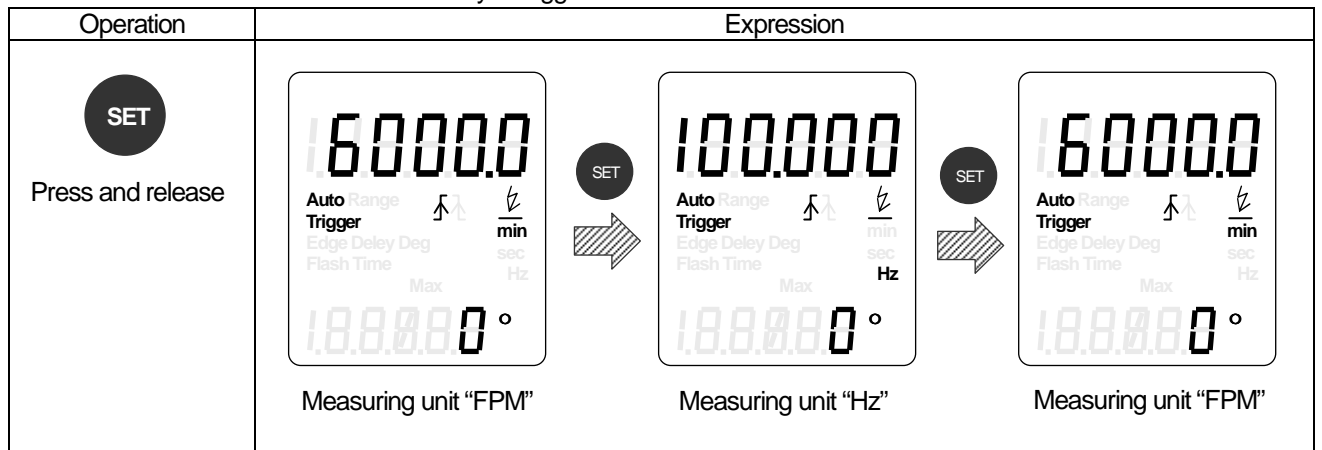 Operation
Expression
SET
Press and release
6000.0
Auto Range
Trigger
Edge Deley Deg
Flash Time
Max
min
sec
Hz
0°
Measuring unit “FPM”
SET
100.000
Auto Range
Trigger
Edge Deley Deg
Flash Time
Max
min
sec
Hz
0°
Measuring unit “Hz”
SET
6000.0
Auto Range
Trigger
Edge Deley Deg
Flash Time
Max
min
sec
Hz
0°
Measuring unit “FPM”